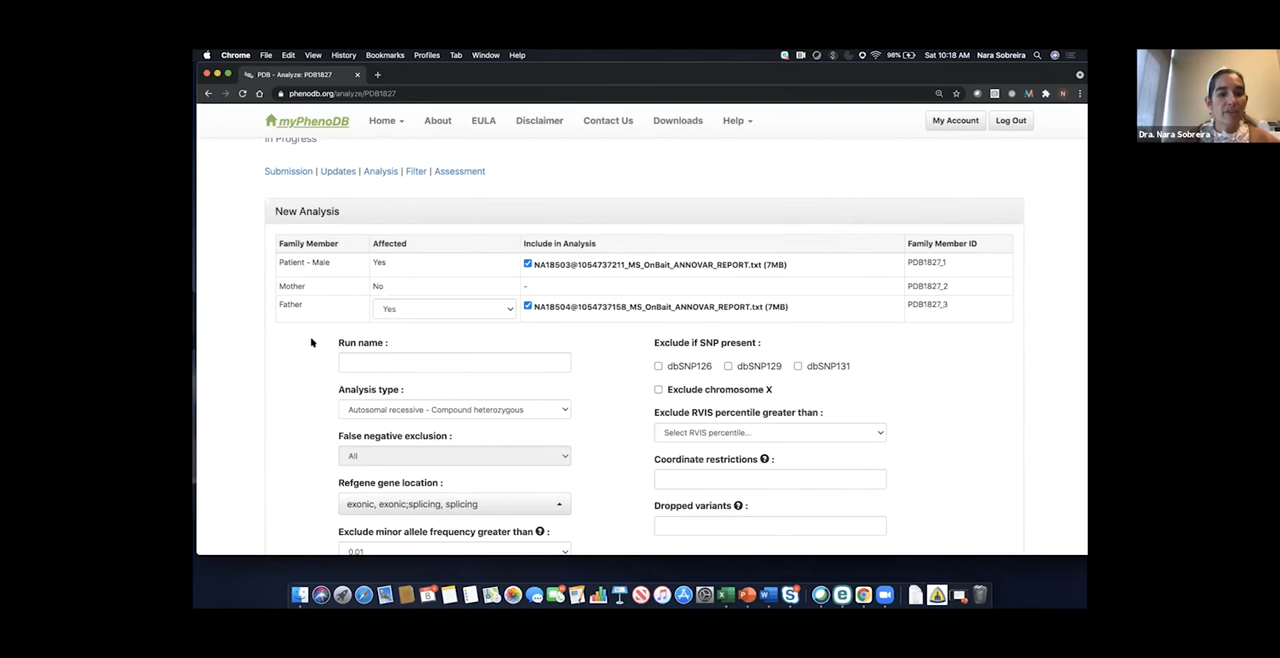 Chrome File Edit View History Bookmarks Profiles Tab Window Help 98% Sat 10:18 AM Nara Sobreira
PDB - Analyze: PDB1827
phenodb.org/analyze/PDB1827
myPhenoDB Home About EULA Disclaimer Contact Us Downloads Help My Account Log Out
In Progress
Submission | Updates | Analysis | Filter | Assessment
New Analysis
Family Member Affected Include in Analysis Family Member ID
Patient - Male Yes NA18503@1054737211_MS_OnBait_ANNOVAR_REPORT.txt (7MB) PDB1827_1
Mother No - PDB1827_2
Father Yes NA18504@1054737158_MS_OnBait_ANNOVAR_REPORT.txt (7MB) PDB1827_3
Run name :
Analysis type :
Autosomal recessive - Compound heterozygous
False negative exclusion :
All
Refgene gene location :
exonic, exonic;splicing, splicing
Exclude minor allele frequency greater than :
0.01
Exclude if SNP present :
dbSNP126 dbSNP129 dbSNP131
Exclude chromosome X
Exclude RVIS percentile greater than :
Select RVIS percentile...
Coordinate restrictions :
Dropped variants :
Dra. Nara Sobreira